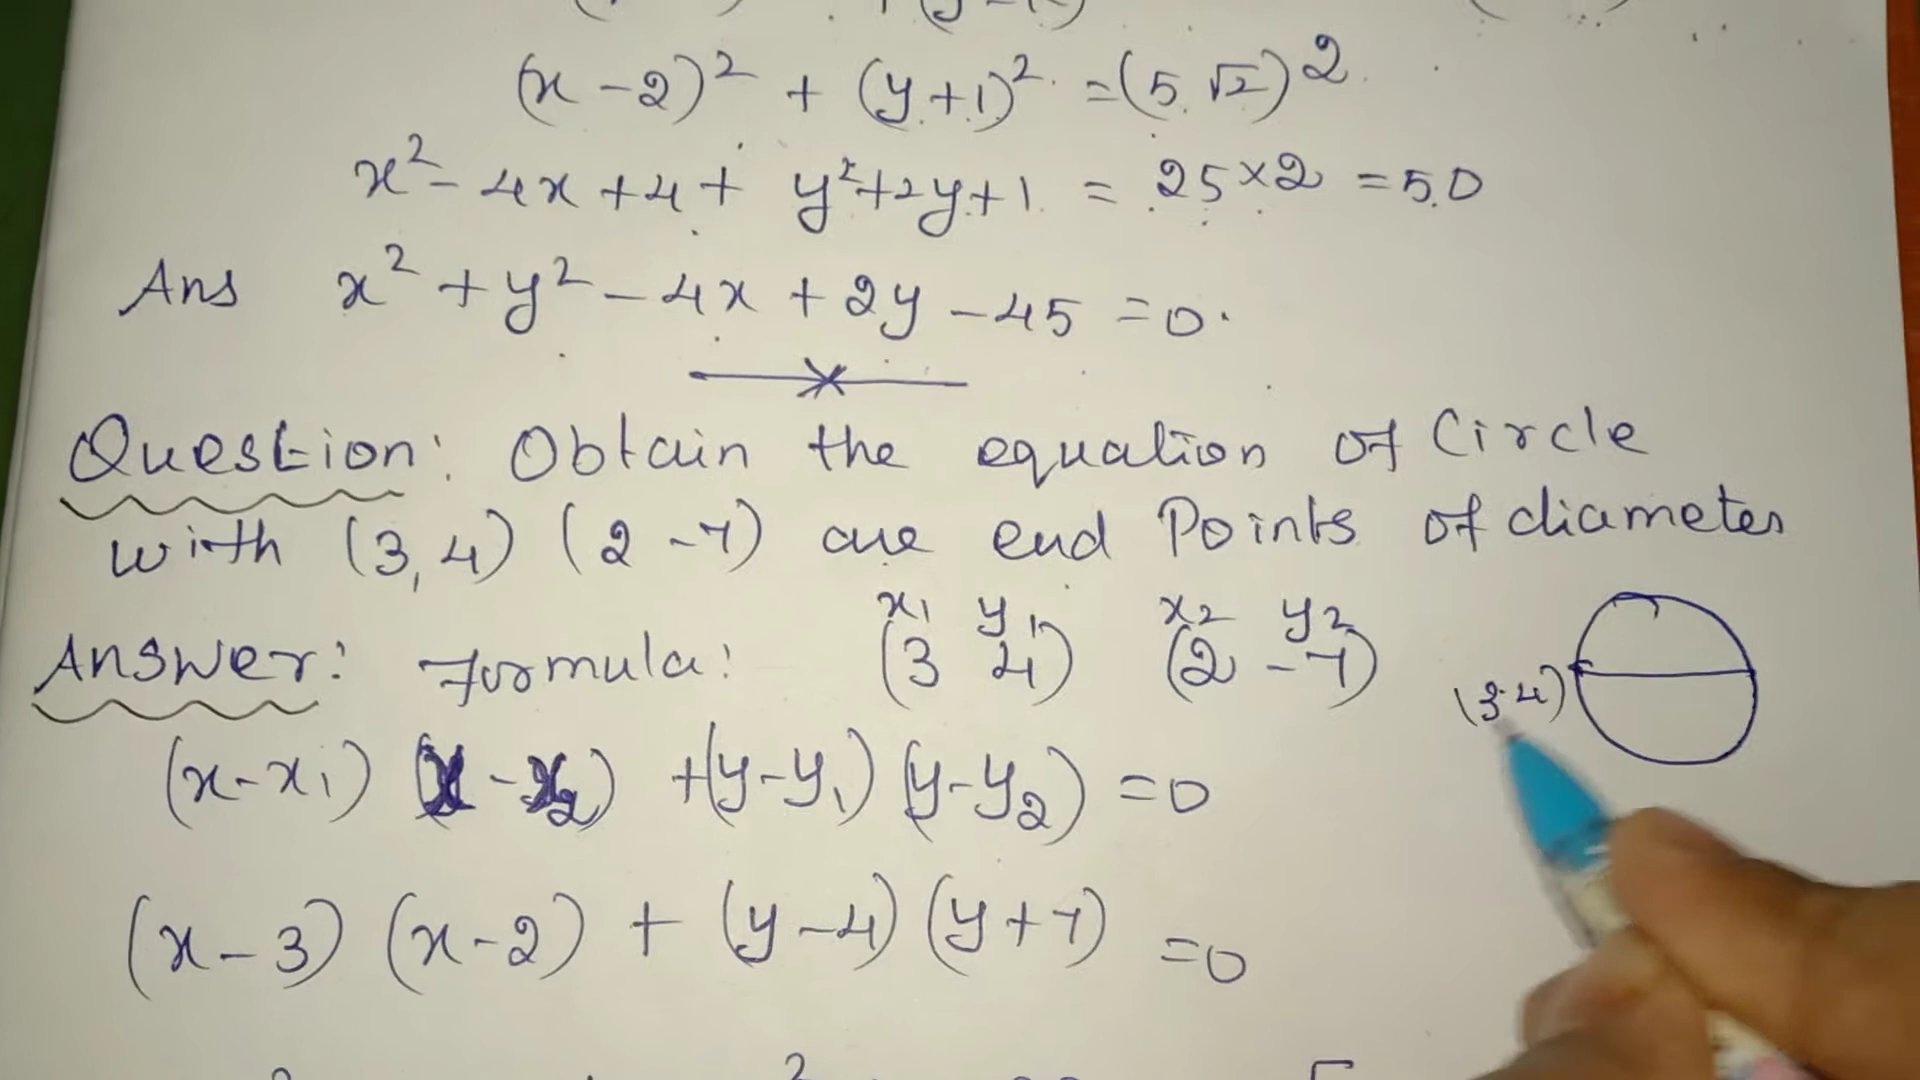 (x-2)² + (y+1)² = (5√2)²
x² - 4x + 4 + y² + 2y + 1 = 25×2 = 50
Ans x² + y² - 4x + 2y - 45 = 0.
Question: Obtain the equation of Circle
with (3,4) (2 -7) are end Points of diameter
x₁ y₁ x₂ y₂
Answer: Formula: (3 4) (2 -7)
(3.4)
(x-x₁) (x-x₂) +(y-y₁) (y-y₂) = 0
(x-3) (x-2) + (y-4) (y+7) = 0